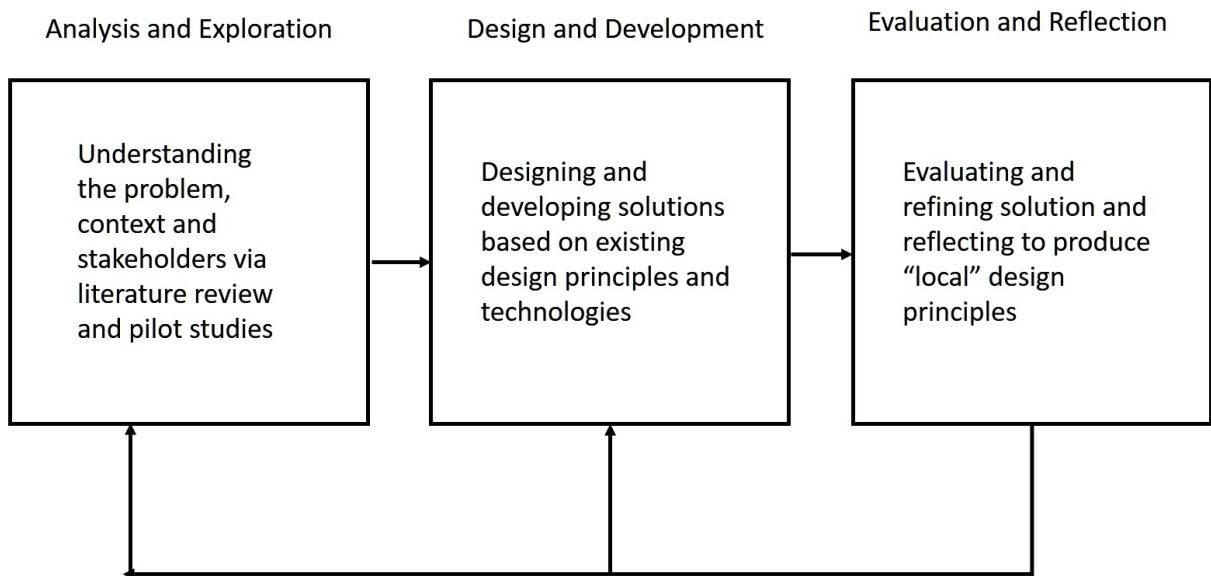 Analysis and Exploration
Understanding
the problem,
context and
stakeholders via
literature review
and pilot studies
Design and Development
Designing and
developing solutions
based on existing
design principles and
technologies
Evaluation and Reflection
Evaluating and
refining solution and
reflecting to produce
“local” design
principles